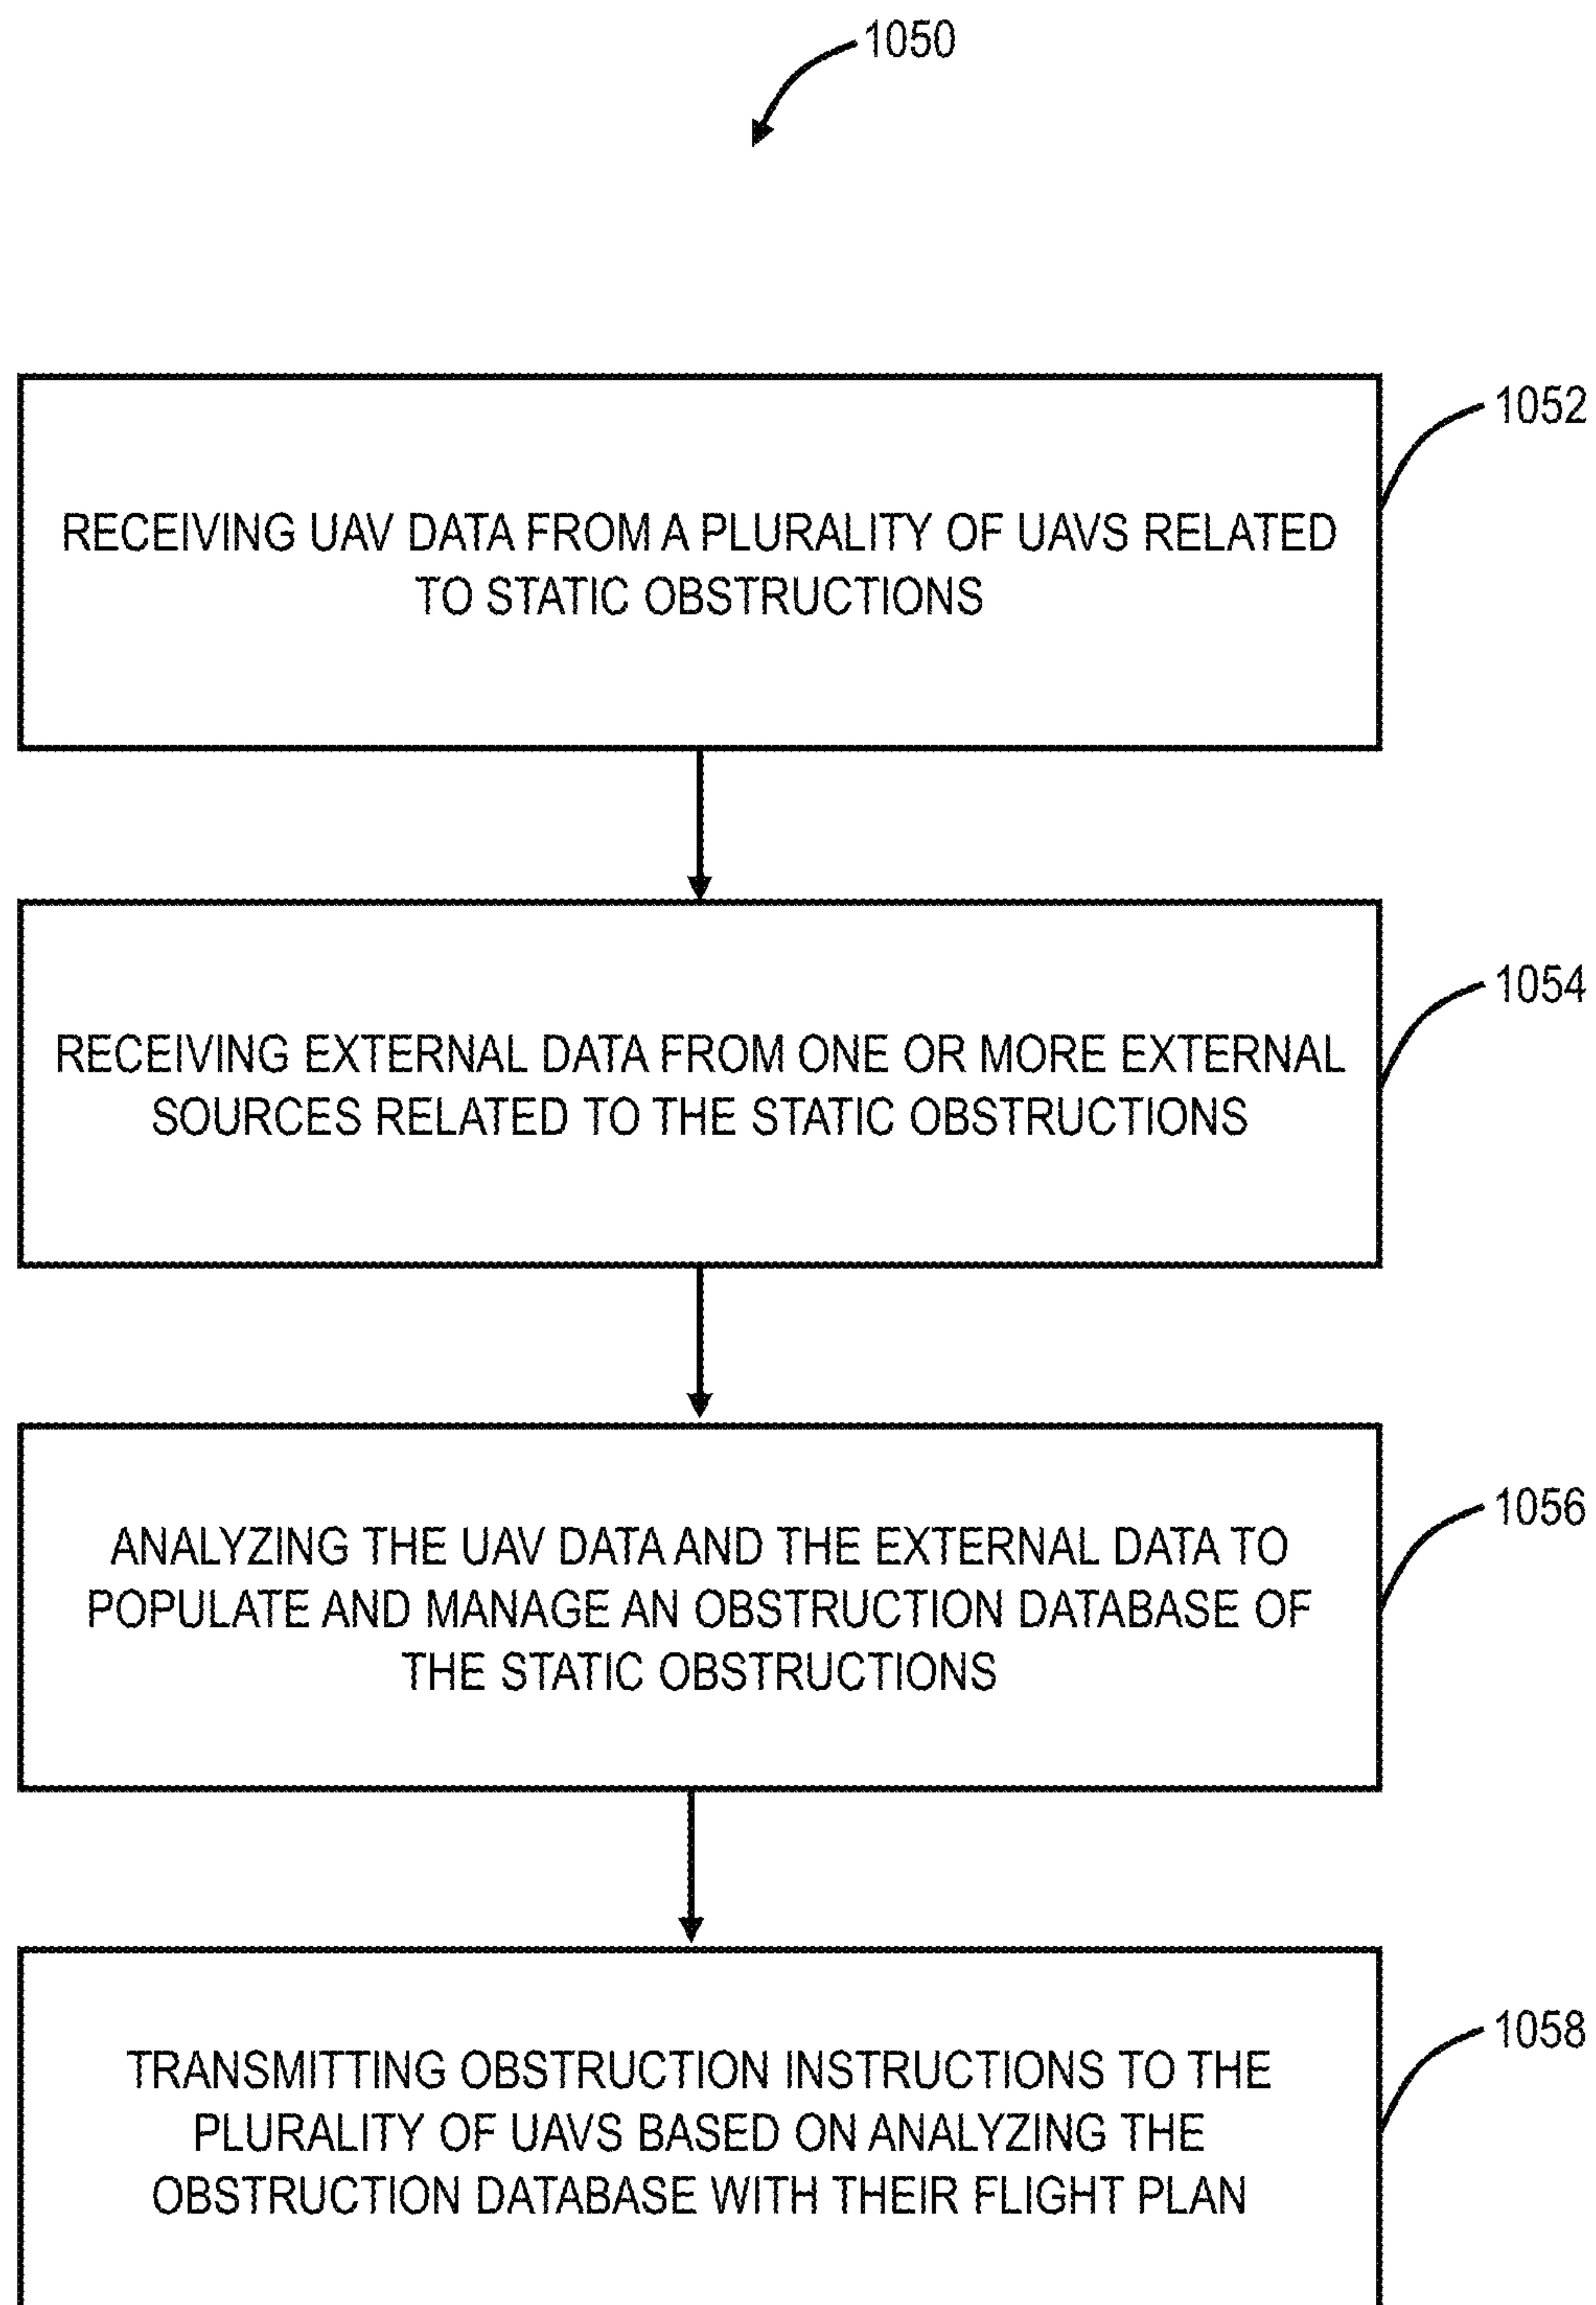 1050
1052
RECEIVING UAV DATA FROM A PLURALITY OF UAVS RELATED
TO STATIC OBSTRUCTIONS
1054
RECEIVING EXTERNAL DATA FROM ONE OR MORE EXTERNAL
SOURCES RELATED TO THE STATIC OBSTRUCTIONS
1056
ANALYZING THE UAV DATA AND THE EXTERNAL DATA TO
POPULATE AND MANAGE AN OBSTRUCTION DATABASE OF
THE STATIC OBSTRUCTIONS
1058
TRANSMITTING OBSTRUCTION INSTRUCTIONS TO THE
PLURALITY OF UAVS BASED ON ANALYZING THE
OBSTRUCTION DATABASE WITH THEIR FLIGHT PLAN